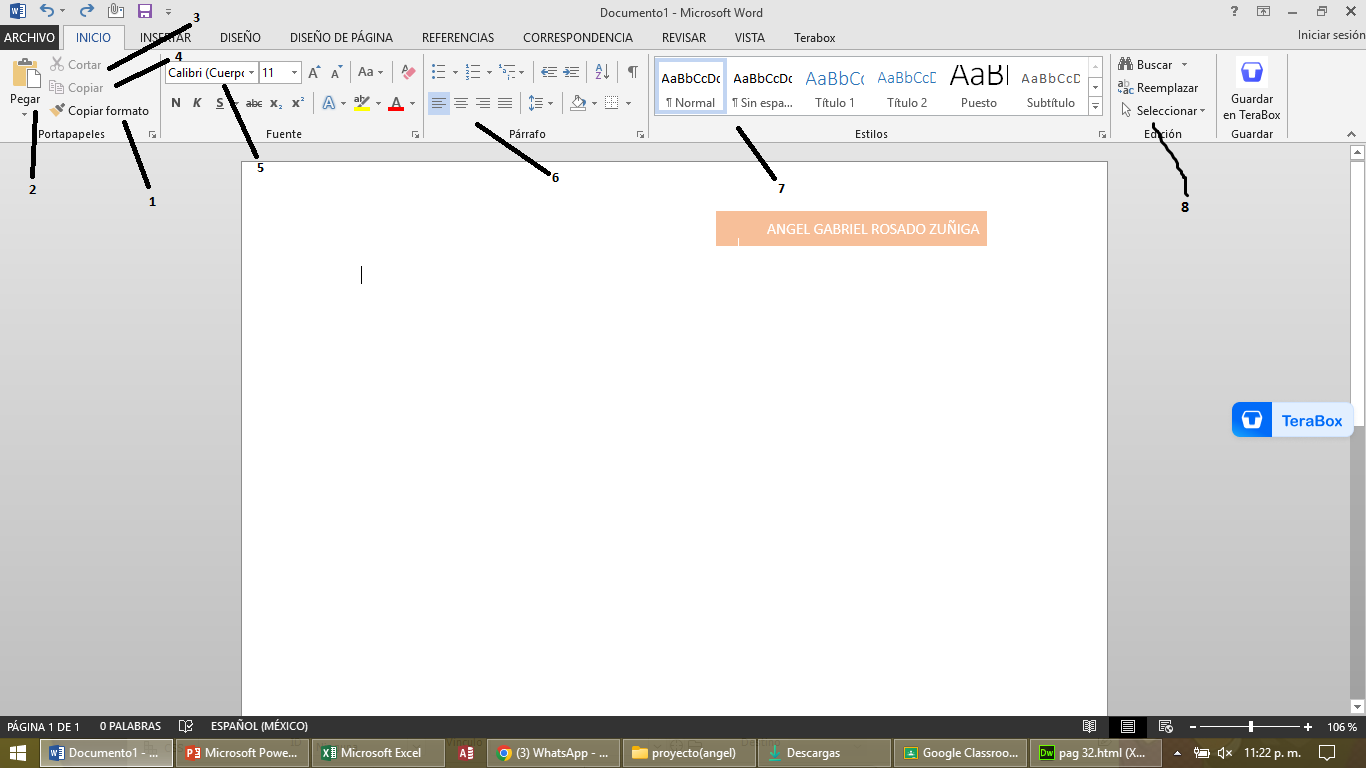 Documento1 - Microsoft Word
ARCHIVO INICIO INSERTAR DISEÑO DISEÑO DE PÁGINA REFERENCIAS CORRESPONDENCIA REVISAR VISTA Terabox Iniciar sesión
3
4
Pegar
Cortar
Copiar
Copiar formato
Portapapeles
Calibri (Cuerpo 11 Aa
N K S abc x₂ x² A ab A
Fuente
Párrafo
AaBbCcDc AaBbCcDc AaBbCc AaBbCcD AaBl AaBbCcD
¶ Normal ¶ Sin espa... Título 1 Título 2 Puesto Subtítulo
Estilos
Buscar
Reemplazar
Seleccionar
Edición
Guardar
en TeraBox
Guardar
5
6
7
2
1
8
ANGEL GABRIEL ROSADO ZUÑIGA
TeraBox
PÁGINA 1 DE 1 0 PALABRAS ESPAÑOL (MÉXICO) 106 %
Documento1 - ... Microsoft Powe... Microsoft Excel (3) WhatsApp - ... proyecto(angel) Descargas Google Classroo... Dw pag 32.html (X... 11:22 p. m.